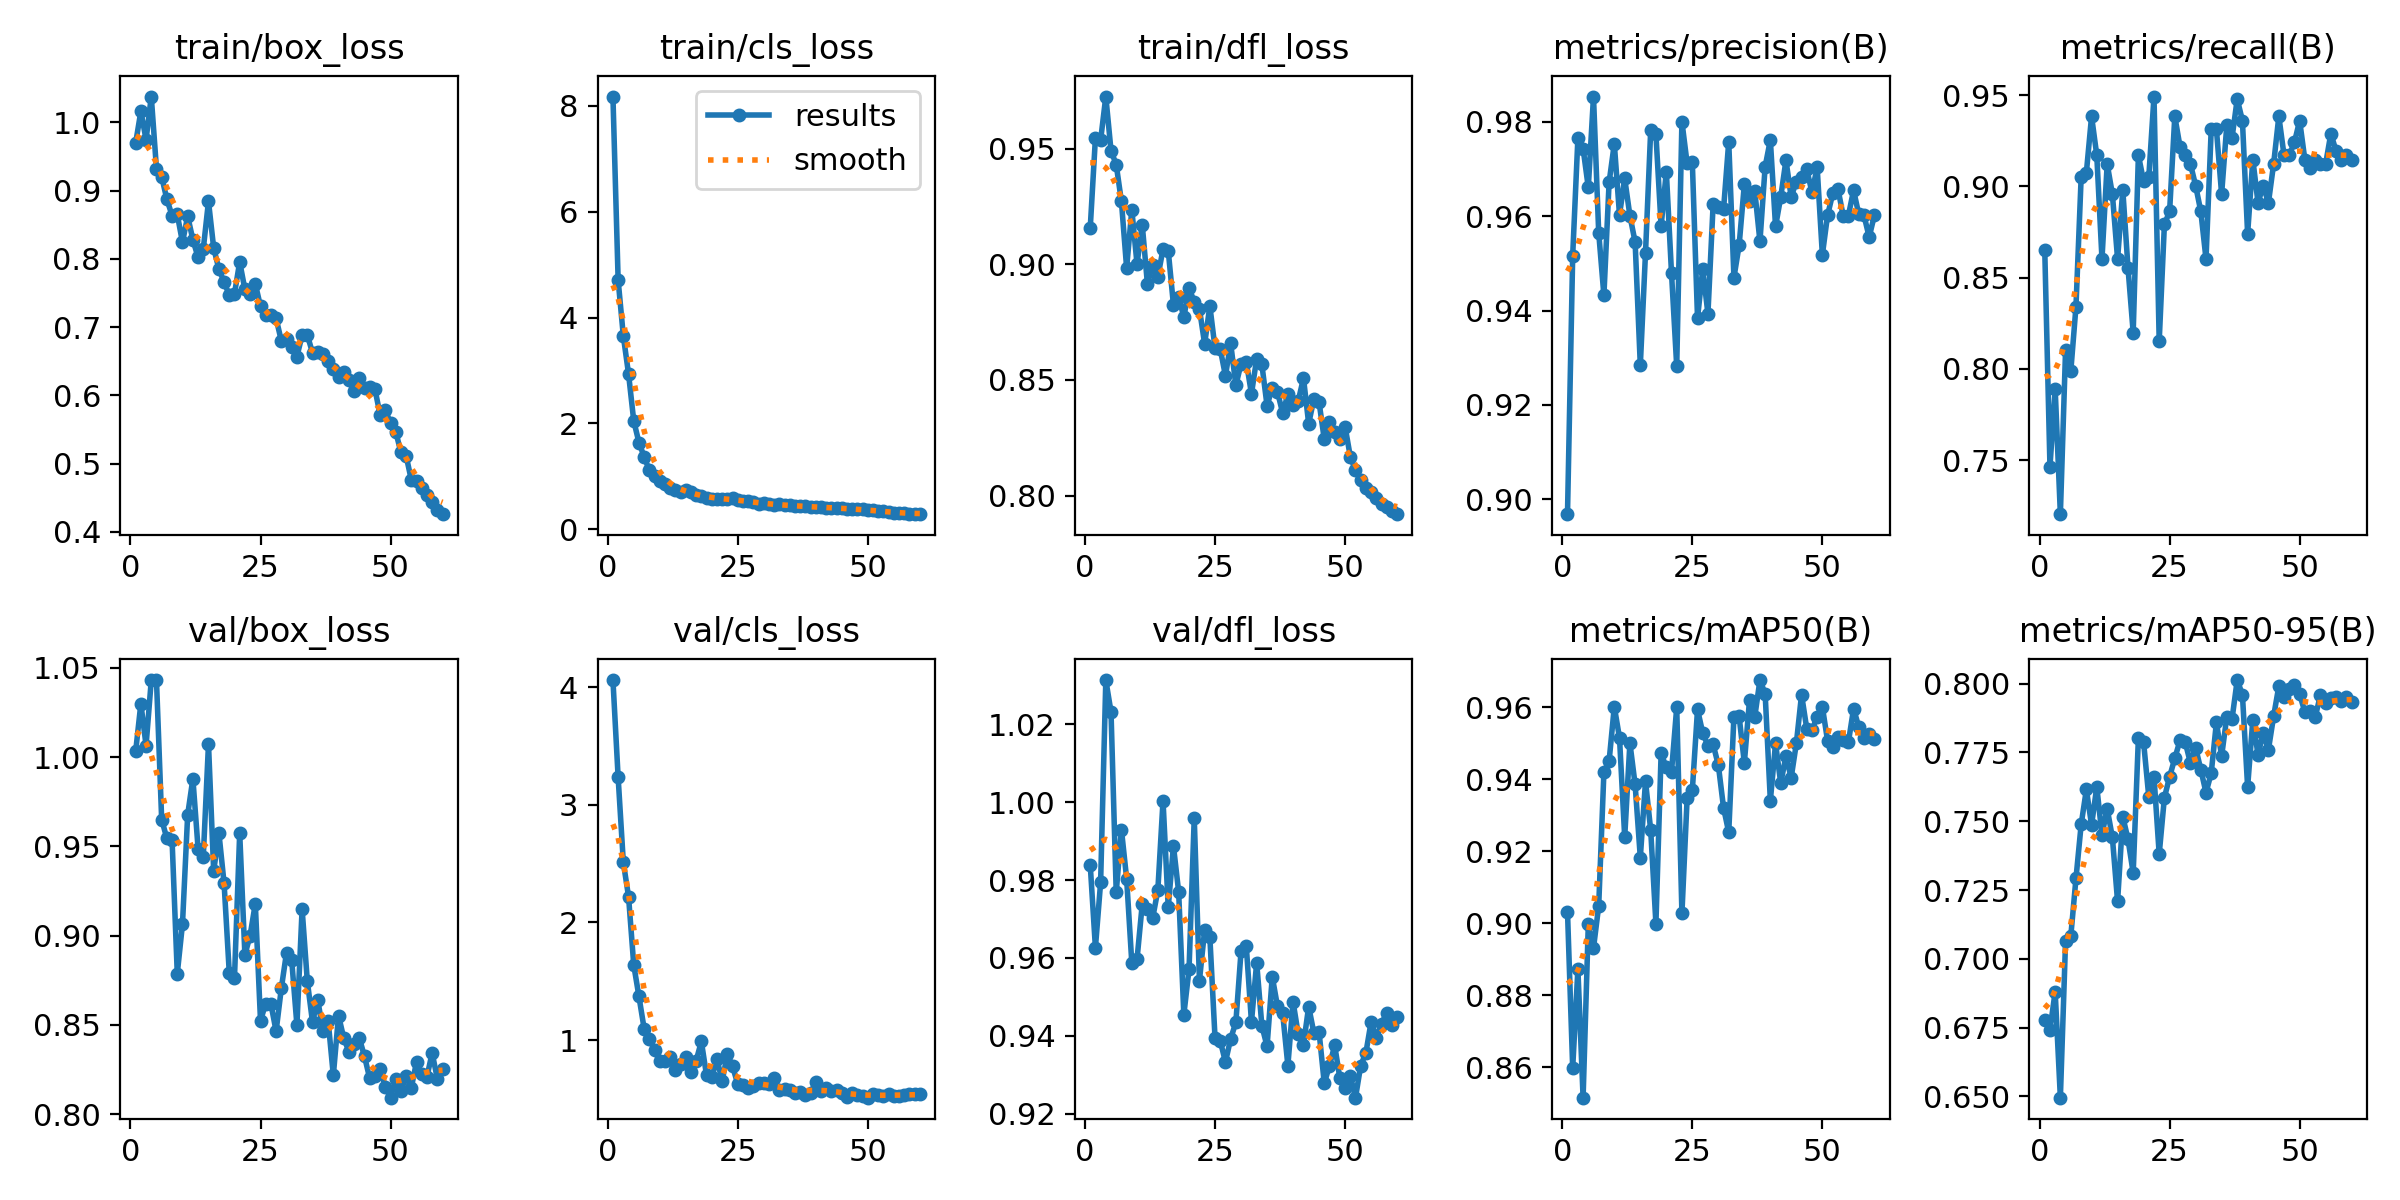 train/box_loss
train/cls_loss
train/dfl_loss
metrics/precision(B)
metrics/recall(B)
1.0
0.9
0.8
0.7
0.6
0.5
0.4
0 25 50
8
6
4
2
0
results
smooth
0 25 50
0.95
0.90
0.85
0.80
0 25 50
0.98
0.96
0.94
0.92
0.90
0 25 50
0.95
0.90
0.85
0.80
0.75
0 25 50
val/box_loss
val/cls_loss
val/dfl_loss
metrics/mAP50(B)
metrics/mAP50-95(B)
1.05
1.00
0.95
0.90
0.85
0.80
0 25 50
4
3
2
1
0 25 50
1.02
1.00
0.98
0.96
0.94
0.92
0 25 50
0.96
0.94
0.92
0.90
0.88
0.86
0 25 50
0.800
0.775
0.750
0.725
0.700
0.675
0.650
0 25 50